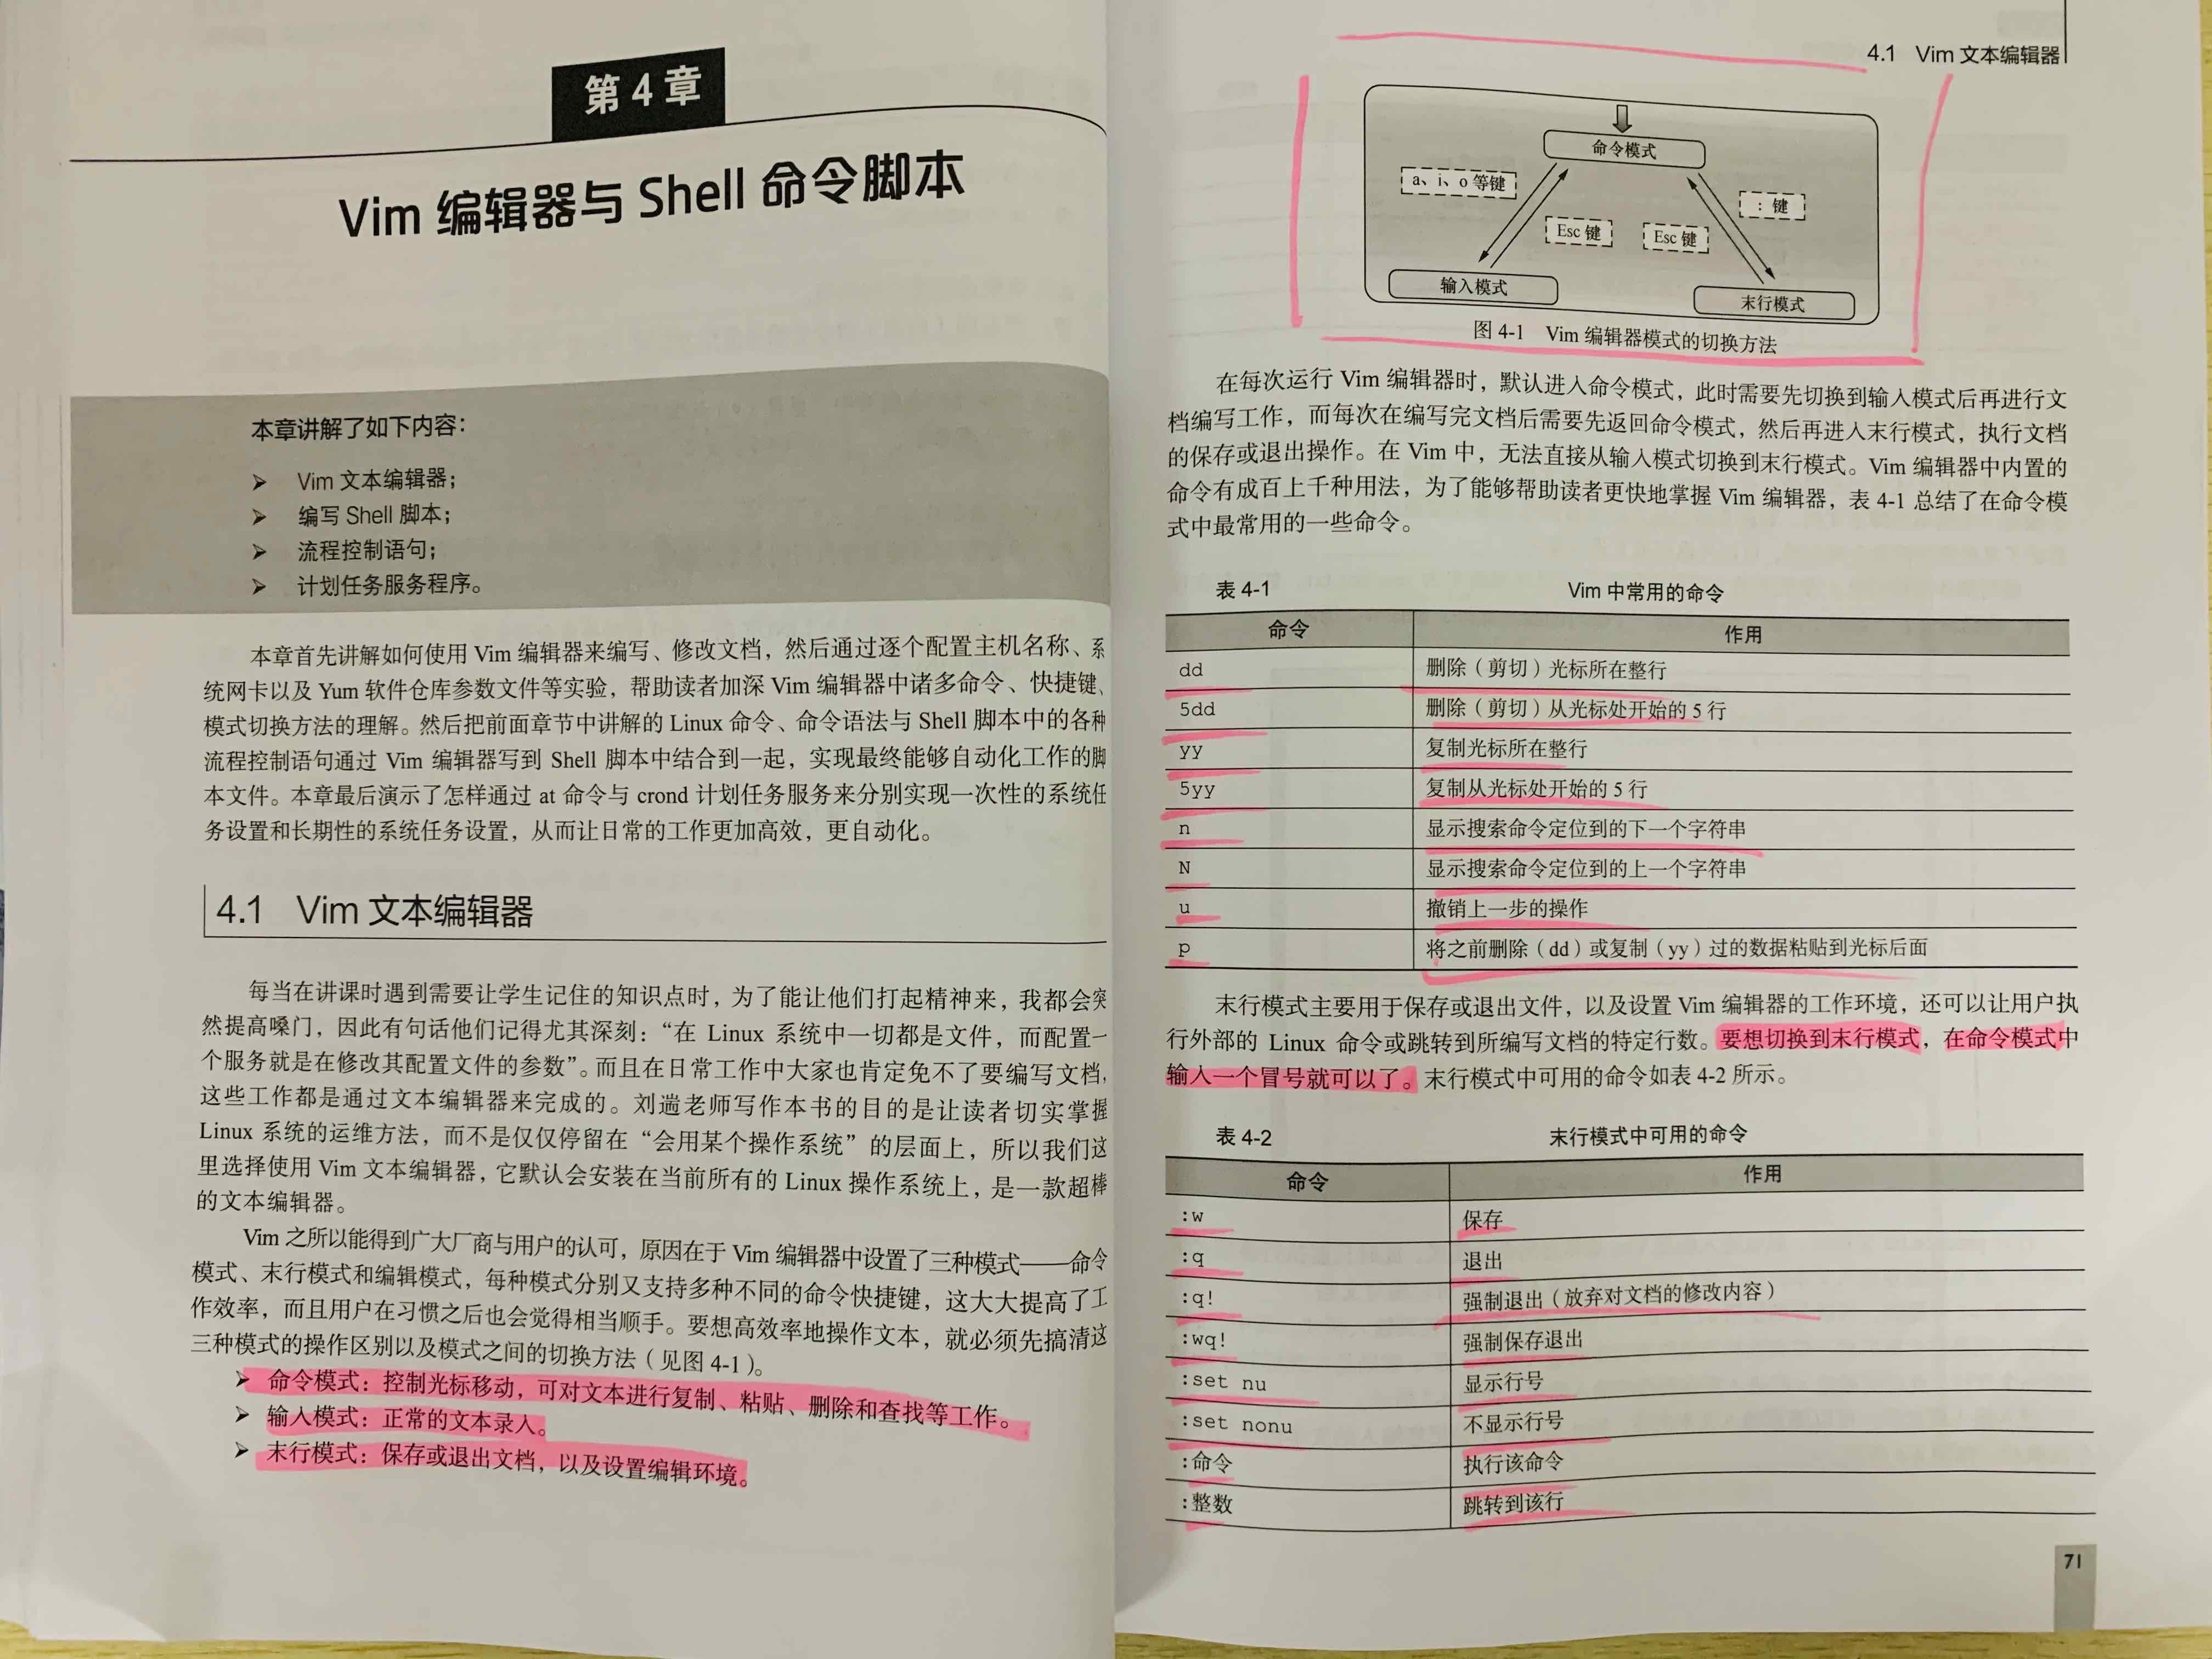 第4章
Vim 编辑器与 Shell 命令脚本
本章讲解了如下内容：
➢ Vim 文本编辑器；
➢ 编写 Shell 脚本；
➢ 流程控制语句；
➢ 计划任务服务程序。
本章首先讲解如何使用 Vim 编辑器来编写、修改文档，然后通过逐个配置主机名称、系
统网卡以及 Yum 软件仓库参数文件等实验，帮助读者加深 Vim 编辑器中诸多命令、快捷键、
模式切换方法的理解。然后把前面章节中讲解的 Linux 命令、命令语法与 Shell 脚本中的各种
流程控制语句通过 Vim 编辑器写到 Shell 脚本中结合到一起，实现最终能够自动化工作的脚
本文件。本章最后演示了怎样通过 at 命令与 crond 计划任务服务来分别实现一次性的系统任
务设置和长期性的系统任务设置，从而让日常的工作更加高效，更自动化。
4.1 Vim 文本编辑器
每当在讲课时遇到需要让学生记住的知识点时，为了能让他们打起精神来，我都会突
然提高嗓门，因此有句话他们记得尤其深刻：“在 Linux 系统中一切都是文件，而配置一
个服务就是在修改其配置文件的参数”。而且在日常工作中大家也肯定免不了要编写文档，
这些工作都是通过文本编辑器来完成的。刘遄老师写作本书的目的是让读者切实掌握
Linux 系统的运维方法，而不是仅仅停留在“会用某个操作系统”的层面上，所以我们这
里选择使用 Vim 文本编辑器，它默认会安装在当前所有的 Linux 操作系统上，是一款超棒
的文本编辑器。
Vim 之所以能得到广大厂商与用户的认可，原因在于 Vim 编辑器中设置了三种模式——命令
模式、末行模式和编辑模式，每种模式分别又支持多种不同的命令快捷键，这大大提高了工
作效率，而且用户在习惯之后也会觉得相当顺手。要想高效率地操作文本，就必须先搞清这
三种模式的操作区别以及模式之间的切换方法（见图 4-1）。
➢ 命令模式：控制光标移动，可对文本进行复制、粘贴、删除和查找等工作。
➢ 输入模式：正常的文本录入。
➢ 末行模式：保存或退出文档，以及设置编辑环境。
4.1 Vim 文本编辑器
命令模式
a、i、o 等键
：键
Esc 键
Esc 键
输入模式
末行模式
图 4-1 Vim 编辑器模式的切换方法
在每次运行 Vim 编辑器时，默认进入命令模式，此时需要先切换到输入模式后再进行文
档编写工作，而每次在编写完文档后需要先返回命令模式，然后再进入末行模式，执行文档
的保存或退出操作。在 Vim 中，无法直接从输入模式切换到末行模式。Vim 编辑器中内置的
命令有成百上千种用法，为了能够帮助读者更快地掌握 Vim 编辑器，表 4-1 总结了在命令模
式中最常用的一些命令。
表 4-1 Vim 中常用的命令
命令 作用
dd 删除（剪切）光标所在整行
5dd 删除（剪切）从光标处开始的 5 行
yy 复制光标所在整行
5yy 复制从光标处开始的 5 行
n 显示搜索命令定位到的下一个字符串
N 显示搜索命令定位到的上一个字符串
u 撤销上一步的操作
p 将之前删除（dd）或复制（yy）过的数据粘贴到光标后面
末行模式主要用于保存或退出文件，以及设置 Vim 编辑器的工作环境，还可以让用户执
行外部的 Linux 命令或跳转到所编写文档的特定行数。要想切换到末行模式，在命令模式中
输入一个冒号就可以了。末行模式中可用的命令如表 4-2 所示。
表 4-2 末行模式中可用的命令
命令 作用
:w 保存
:q 退出
:q! 强制退出（放弃对文档的修改内容）
:wq! 强制保存退出
:set nu 显示行号
:set nonu 不显示行号
:命令 执行该命令
:整数 跳转到该行
71